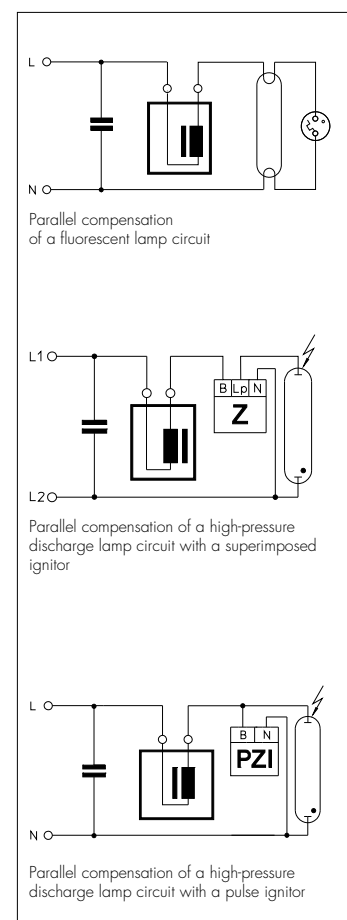 L
N
Parallel compensation
of a fluorescent lamp circuit
L1
B Lp N
Z
L2
Parallel compensation of a high-pressure
discharge lamp circuit with a superimposed
ignitor
L
B N
PZI
N
Parallel compensation of a high-pressure
discharge lamp circuit with a pulse ignitor